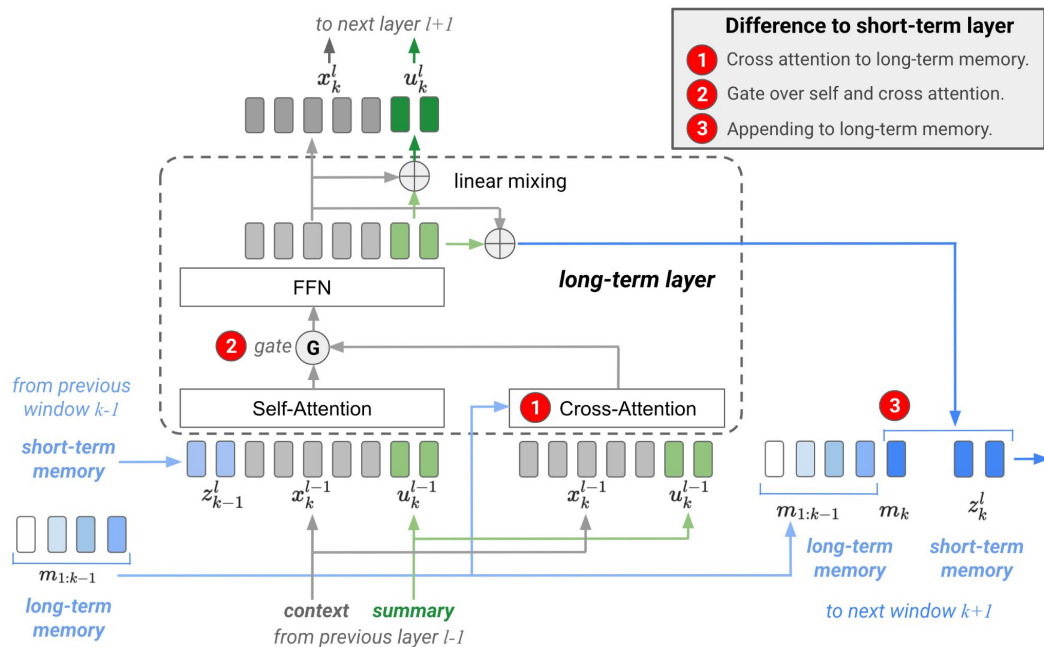 to next layer l+1
x_k^l
u_k^l
Difference to short-term layer
1 Cross attention to long-term memory.
2 Gate over self and cross attention.
3 Appending to long-term memory.
linear mixing
long-term layer
FFN
2 gate G
from previous
window k-1
Self-Attention
1 Cross-Attention
3
short-term
memory
z_{k-1}^l
x_k^{l-1}
u_k^{l-1}
x_k^{l-1}
u_k^{l-1}
m_{1:k-1}
m_k
z_k^l
m_{1:k-1}
long-term
memory
long-term
memory
short-term
memory
context
summary
from previous layer l-1
to next window k+1